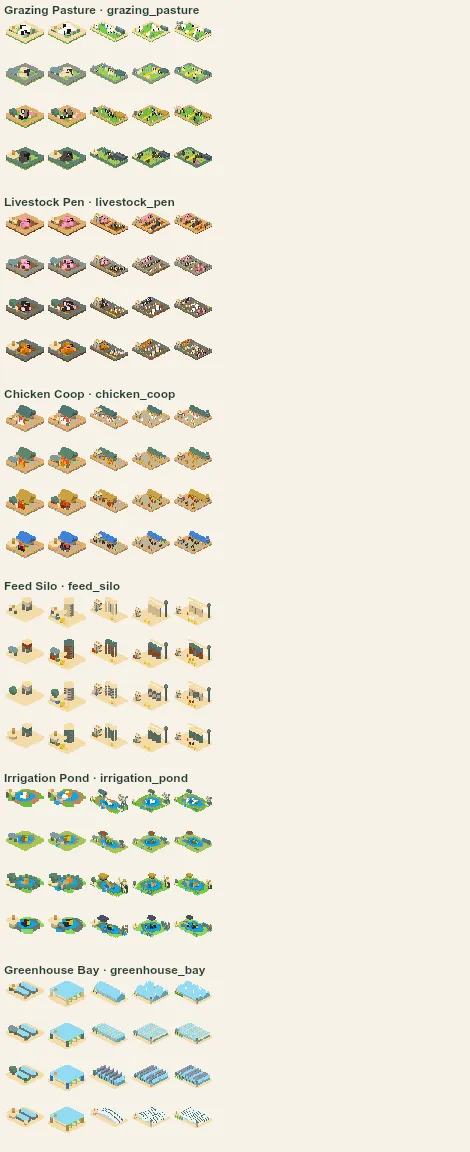 Grazing Pasture · grazing_pasture
Livestock Pen · livestock_pen
Chicken Coop · chicken_coop
Feed Silo · feed_silo
Irrigation Pond · irrigation_pond
Greenhouse Bay · greenhouse_bay